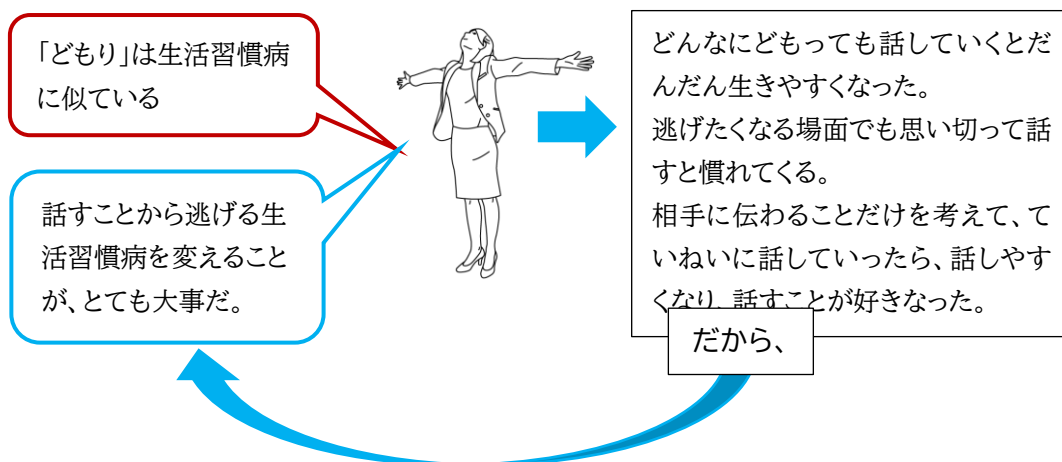 「どもり」は生活習慣病
に似ている
話すことから逃げる生
活習慣病を変えること
が、とても大事だ。
どんなにどもっても話していくとだ
んだん生きやすくなった。
逃げたくなる場面でも思い切って話
すと慣れてくる。
相手に伝わることだけを考えて、て
いねいに話していったら、話しやす
くなり、話すことが好きなった。
だから、